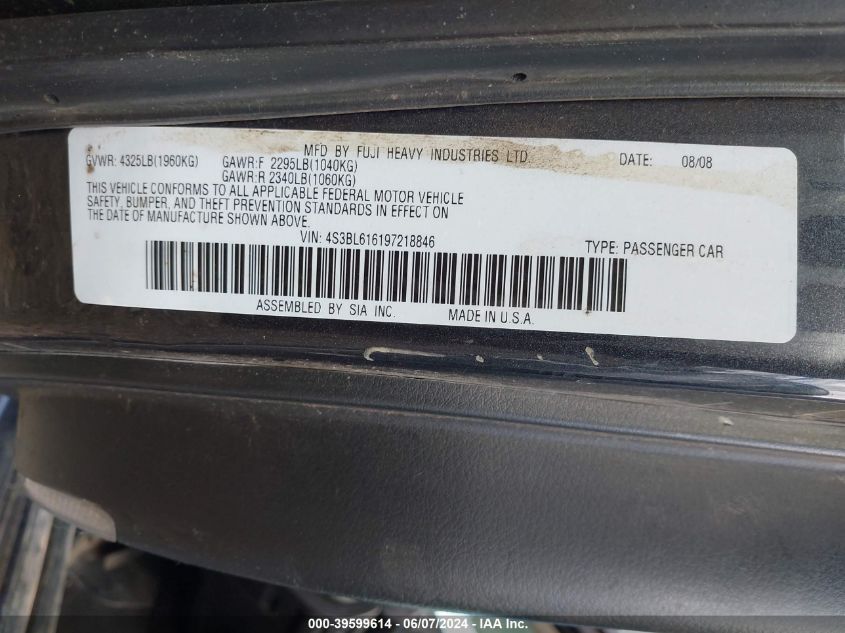 MFD BY FUJI HEAVY INDUSTRIES LTD.
GVWR: 4325LB(1960KG) GAWR:F 2295LB(1040KG) DATE: 08/08
GAWR:R 2340LB(1060KG)
THIS VEHICLE CONFORMS TO ALL APPLICABLE FEDERAL MOTOR VEHICLE
SAFETY, BUMPER, AND THEFT PREVENTION STANDARDS IN EFFECT ON
THE DATE OF MANUFACTURE SHOWN ABOVE.
VIN: 4S3BL616197218846 TYPE: PASSENGER CAR
ASSEMBLED BY SIA INC. MADE IN U.S.A.
000-39599614 - 06/07/2024 - IAA Inc.